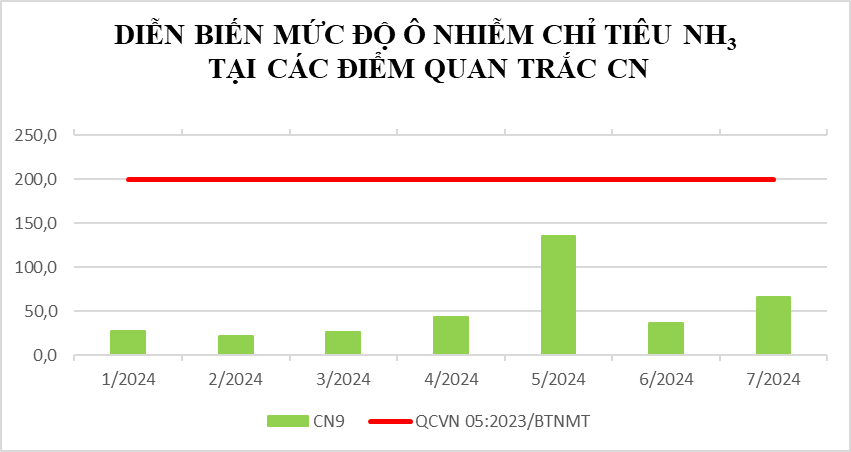 DIỄN BIẾN MỨC ĐỘ Ô NHIỄM CHỈ TIÊU NH₃
TẠI CÁC ĐIỂM QUAN TRẮC CN
250,0
200,0
150,0
100,0
50,0
0,0
1/2024 2/2024 3/2024 4/2024 5/2024 6/2024 7/2024
CN9 QCVN 05:2023/BTNMT